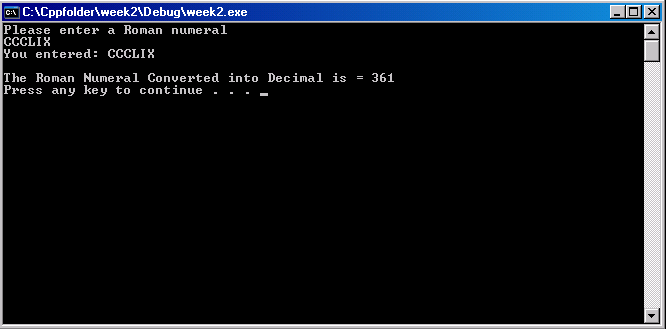 C:\Cppfolder\week2\Debug\week2.exe
Please enter a Roman numeral
CCCLIX
You entered: CCCLIX
The Roman Numeral Converted into Decimal is = 361
Press any key to continue . . . _